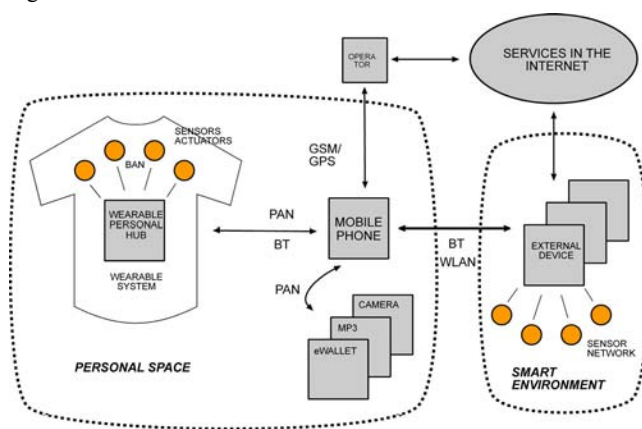 OPERA
TOR
SERVICES IN THE
INTERNET
SENSORS
ACTUATORS
BAN
WEARABLE
PERSONAL
HUB
WEARABLE
SYSTEM
PAN
BT
GSM/
GPS
MOBILE
PHONE
PAN
CAMERA
MP3
eWALLET
BT
WLAN
EXTERNAL
DEVICE
SENSOR
NETWORK
PERSONAL SPACE
SMART
ENVIRONMENT